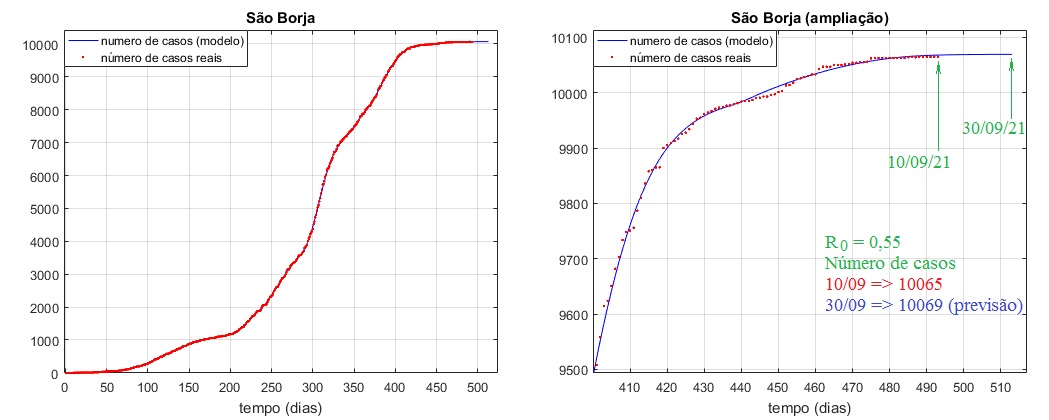 São Borja
numero de casos (modelo)
número de casos reais
10000
9000
8000
7000
6000
5000
4000
3000
2000
1000
0
0 50 100 150 200 250 300 350 400 450 500
tempo (dias)
São Borja (ampliação)
numero de casos (modelo)
número de casos reais
10100
10000
9900
9800
9700
9600
9500
30/09/21
10/09/21
R0 = 0,55
Número de casos
10/09 => 10065
30/09 => 10069 (previsão)
410 420 430 440 450 460 470 480 490 500 510
tempo (dias)